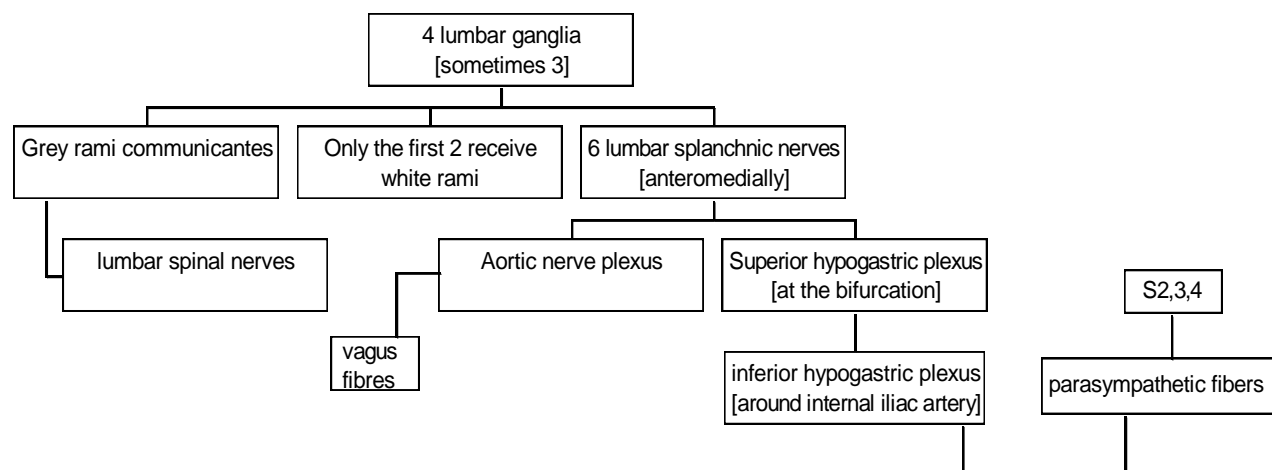 4 lumbar ganglia
[sometimes 3]
Grey rami communicantes
Only the first 2 receive
white rami
6 lumbar splanchnic nerves
[anteromedially]
lumbar spinal nerves
Aortic nerve plexus
Superior hypogastric plexus
[at the bifurcation]
S2,3,4
vagus
fibres
inferior hypogastric plexus
[around internal iliac artery]
parasympathetic fibers